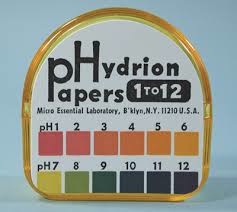 pHydrion
Papers 1 TO 12
Micro Essential Laboratory, B'klyn, N.Y. 11210 U.S.A.
pH1 2 3 4 5 6
pH7 8 9 10 11 12